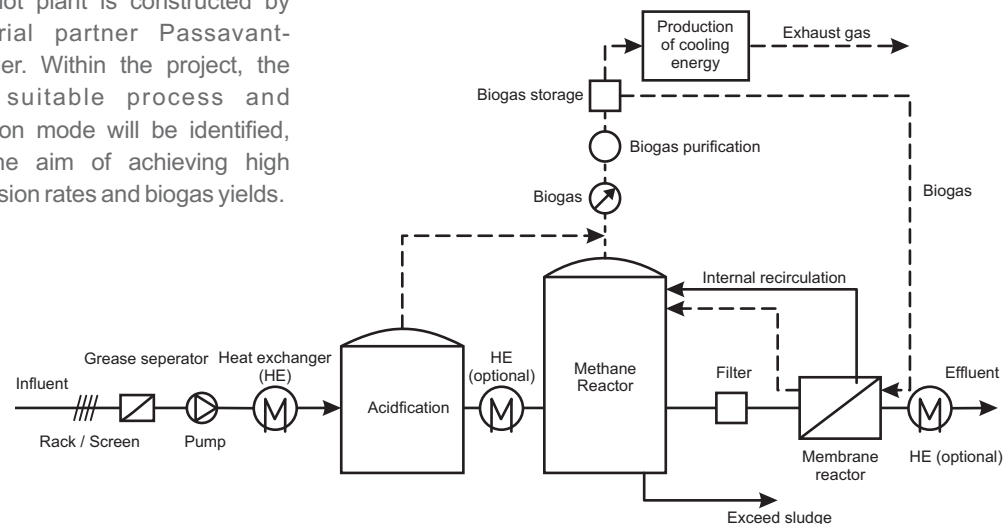 lot plant is constructed by
rial partner Passavant-
er. Within the project, the
suitable process and
on mode will be identified,
ne aim of achieving high
sion rates and biogas yields.
Production
of cooling
energy
Exhaust gas
Biogas storage
Biogas purification
Biogas
Biogas
Internal recirculation
Grease seperator
Heat exchanger
(HE)
HE
(optional)
Methane
Reactor
Filter
Effluent
Influent
Acidfification
Rack / Screen
Pump
Membrane
reactor
HE (optional)
Exceed sludge